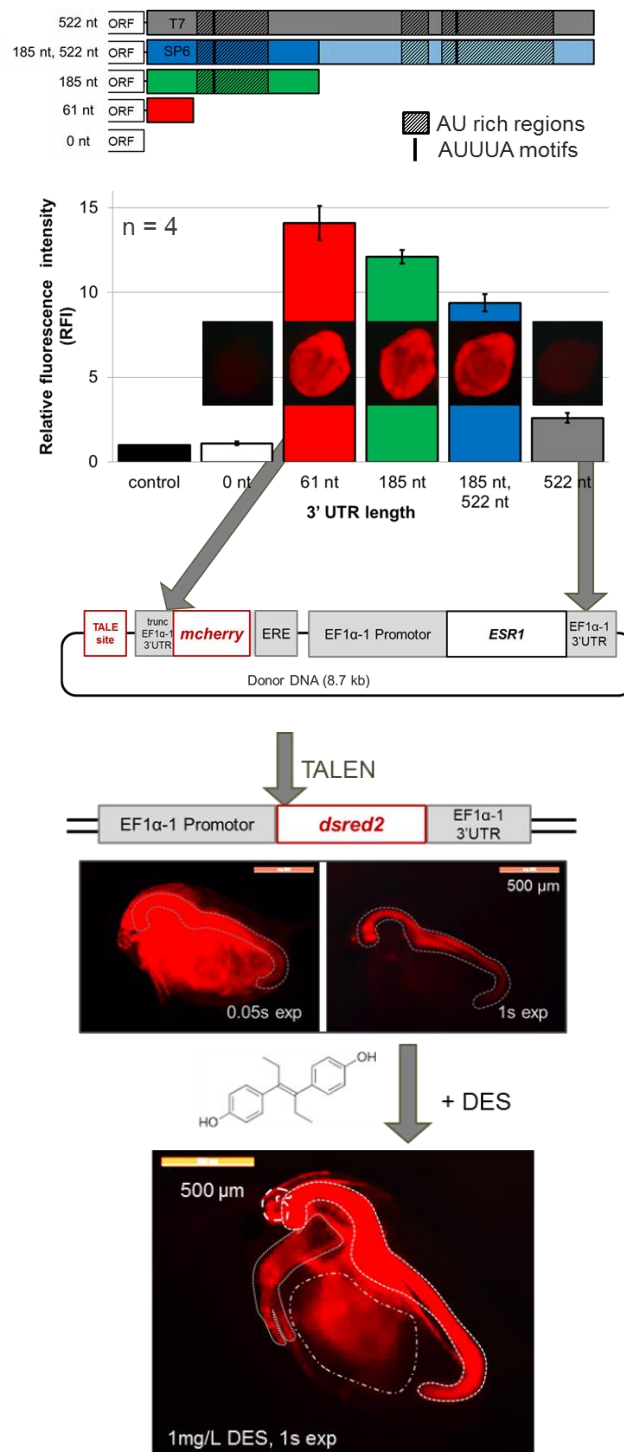 522 nt ORF T7
185 nt, 522 nt ORF SP6
185 nt ORF
61 nt ORF
0 nt ORF
AU rich regions
AUUUA motifs
Relative fluorescence intensity
(RFI)
n = 4
15
10
5
0
control
0 nt
61 nt
185 nt
185 nt,
522 nt
522 nt
3' UTR length
TALE
site
trunc
EF1α-1
3'UTR
mcherry
ERE
EF1α-1 Promotor
ESR1
EF1α-1
3'UTR
Donor DNA (8.7 kb)
TALEN
EF1α-1 Promotor
dsred2
EF1α-1
3'UTR
0.05s exp
500 µm
1s exp
HO
OH
+ DES
500 µm
1mg/L DES, 1s exp